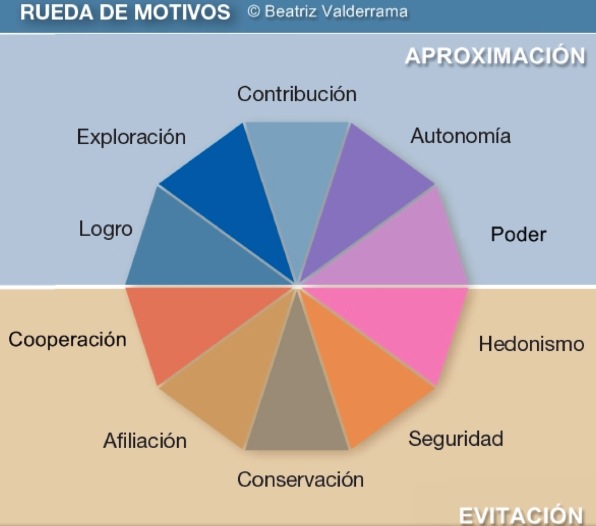 RUEDA DE MOTIVOS © Beatriz Valderrama
APROXIMACIÓN
Contribución
Exploración
Autonomía
Logro
Poder
Cooperación
Hedonismo
Afiliación
Seguridad
Conservación
EVITACIÓN